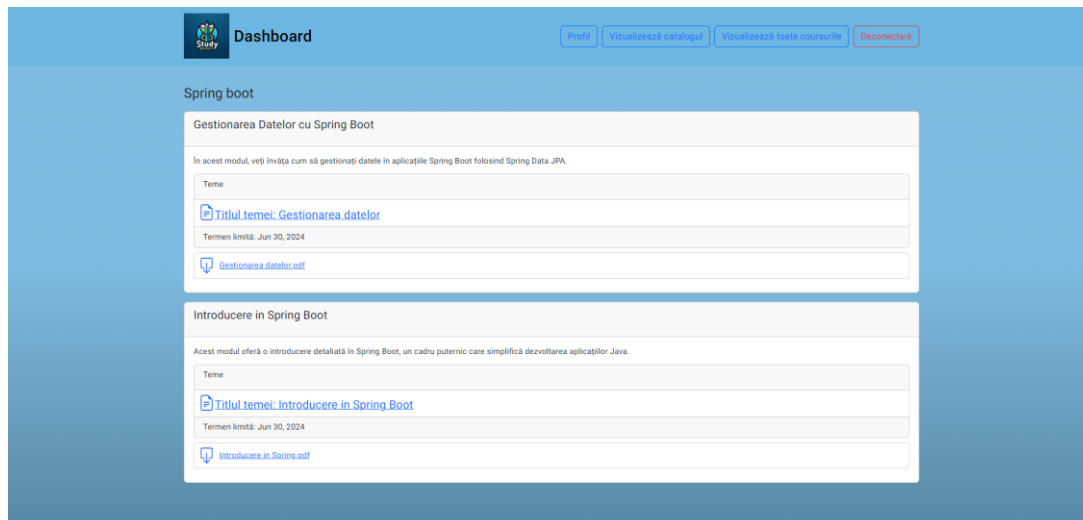 Study
Dashboard
Profil
Vizualizează catalogul
Vizualizează toate coursurile
Deconectare
Spring boot
Gestionarea Datelor cu Spring Boot
În acest modul, veți învăța cum să gestionați datele în aplicațiile Spring Boot folosind Spring Data JPA.
Teme
Titlul temei: Gestionarea datelor
Termen limită: Jun 30, 2024
Gestionarea datelor.pdf
Introducere in Spring Boot
Acest modul oferă o introducere detaliată în Spring Boot, un cadru puternic care simplifică dezvoltarea aplicațiilor Java.
Teme
Titlul temei: Introducere in Spring Boot
Termen limită: Jun 30, 2024
Introducere in Spring.pdf